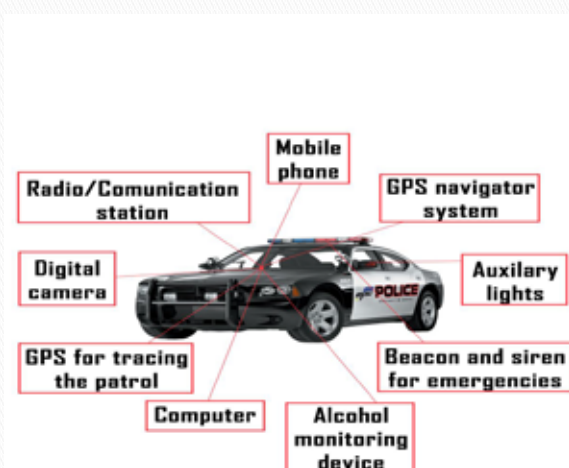 Mobile
phone
Radio/Comunication
station
GPS navigator
system
Digital
camera
Auxilary
lights
POLICE
GPS for tracing
the patrol
Beacon and siren
for emergencies
Computer
Alcohol
monitoring
device